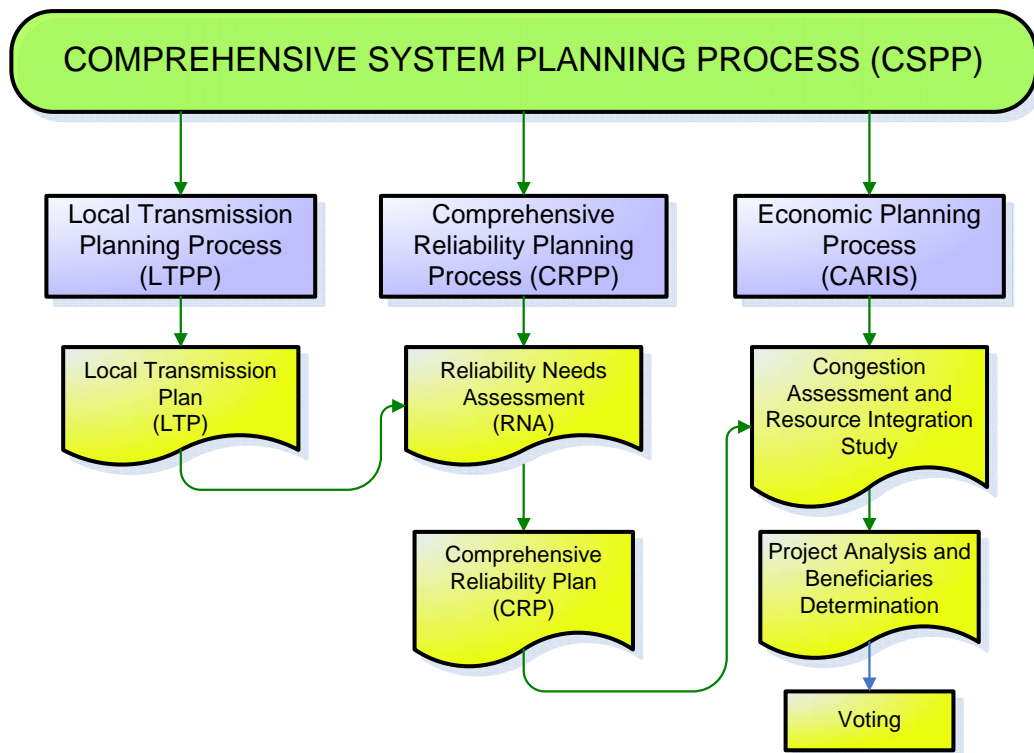 COMPREHENSIVE SYSTEM PLANNING PROCESS (CSPP)
Local Transmission
Planning Process
(LTPP)
Comprehensive
Reliability Planning
Process (CRPP)
Economic Planning
Process
(CARIS)
Local Transmission
Plan
(LTP)
Reliability Needs
Assessment
(RNA)
Congestion
Assessment and
Resource Integration
Study
Comprehensive
Reliability Plan
(CRP)
Project Analysis and
Beneficiaries
Determination
Voting